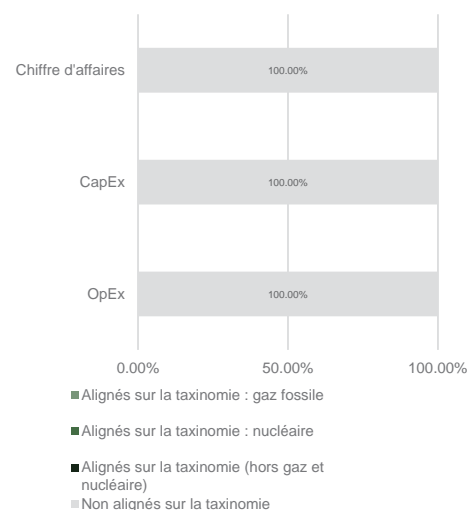 Chiffre d'affaires
100.00%
CapEx
100.00%
OpEx
100.00%
0.00% 50.00% 100.00%
Alignés sur la taxinomie : gaz fossile
Alignés sur la taxinomie : nucléaire
Alignés sur la taxinomie (hors gaz et
nucléaire)
Non alignés sur la taxinomie